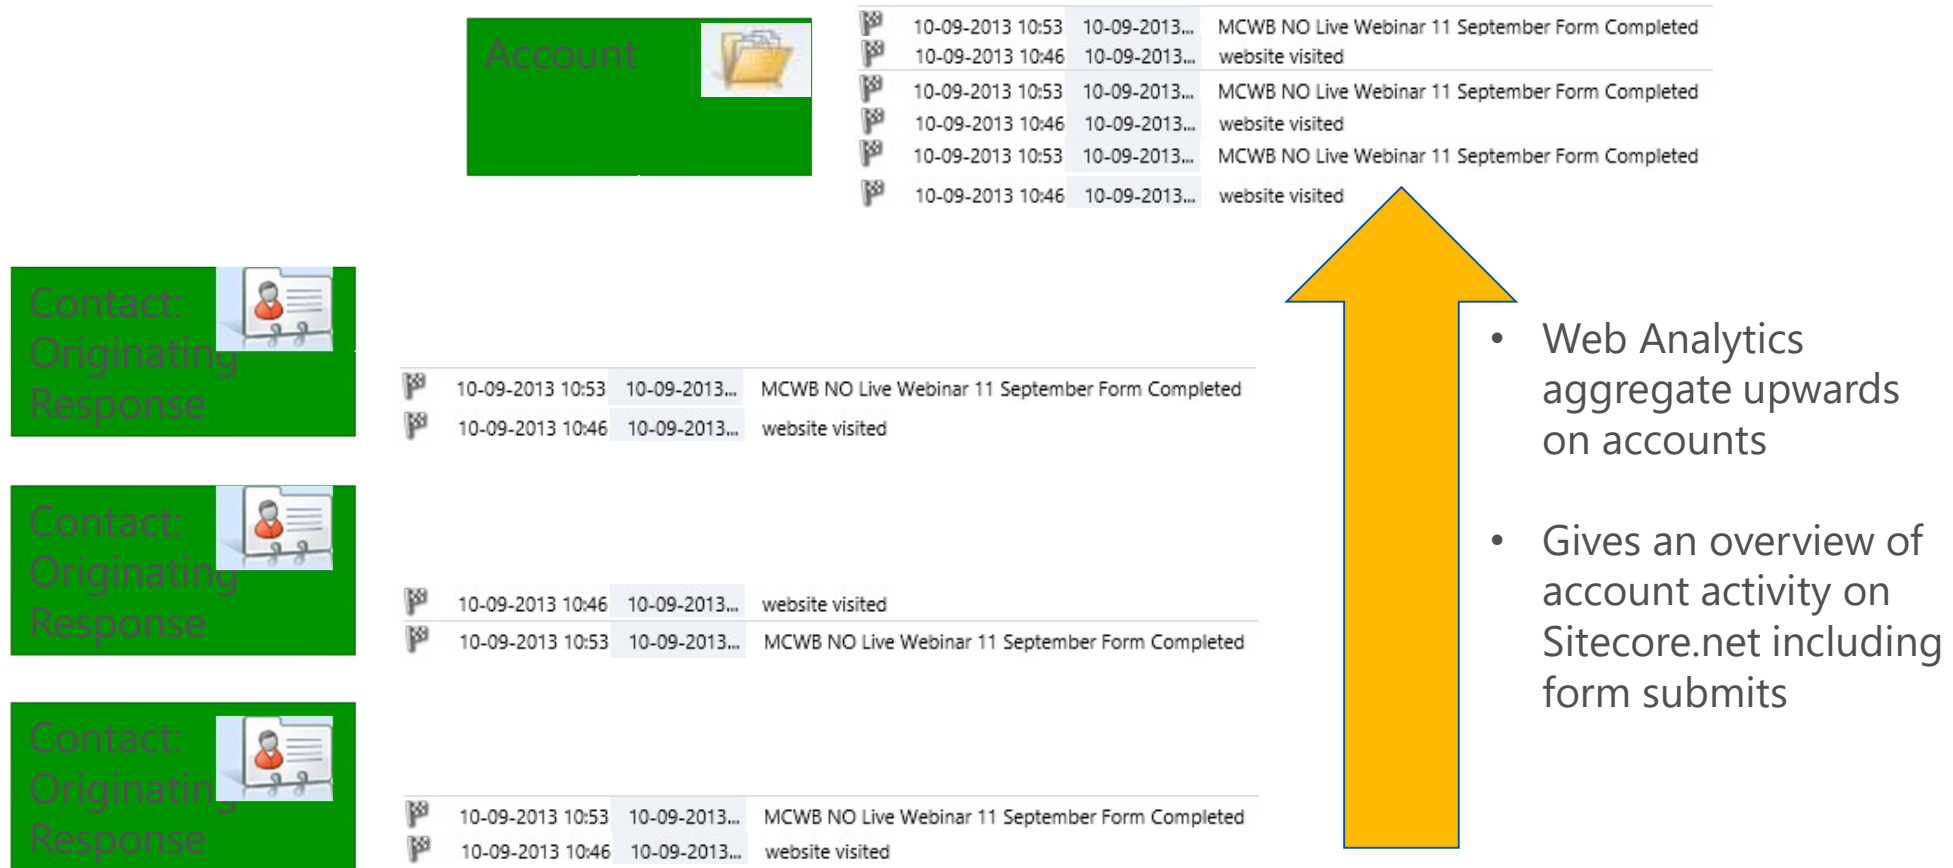 Account
10-09-2013 10:53 10-09-2013... MCWB NO Live Webinar 11 September Form Completed
10-09-2013 10:46 10-09-2013... website visited
10-09-2013 10:53 10-09-2013... MCWB NO Live Webinar 11 September Form Completed
10-09-2013 10:46 10-09-2013... website visited
10-09-2013 10:53 10-09-2013... MCWB NO Live Webinar 11 September Form Completed
10-09-2013 10:46 10-09-2013... website visited
Contact:
Originating
Response
10-09-2013 10:53 10-09-2013... MCWB NO Live Webinar 11 September Form Completed
10-09-2013 10:46 10-09-2013... website visited
Contact:
Originating
Response
10-09-2013 10:46 10-09-2013... website visited
10-09-2013 10:53 10-09-2013... MCWB NO Live Webinar 11 September Form Completed
Contact:
Originating
Response
10-09-2013 10:53 10-09-2013... MCWB NO Live Webinar 11 September Form Completed
10-09-2013 10:46 10-09-2013... website visited
• Web Analytics
aggregate upwards
on accounts
• Gives an overview of
account activity on
Sitecore.net including
form submits